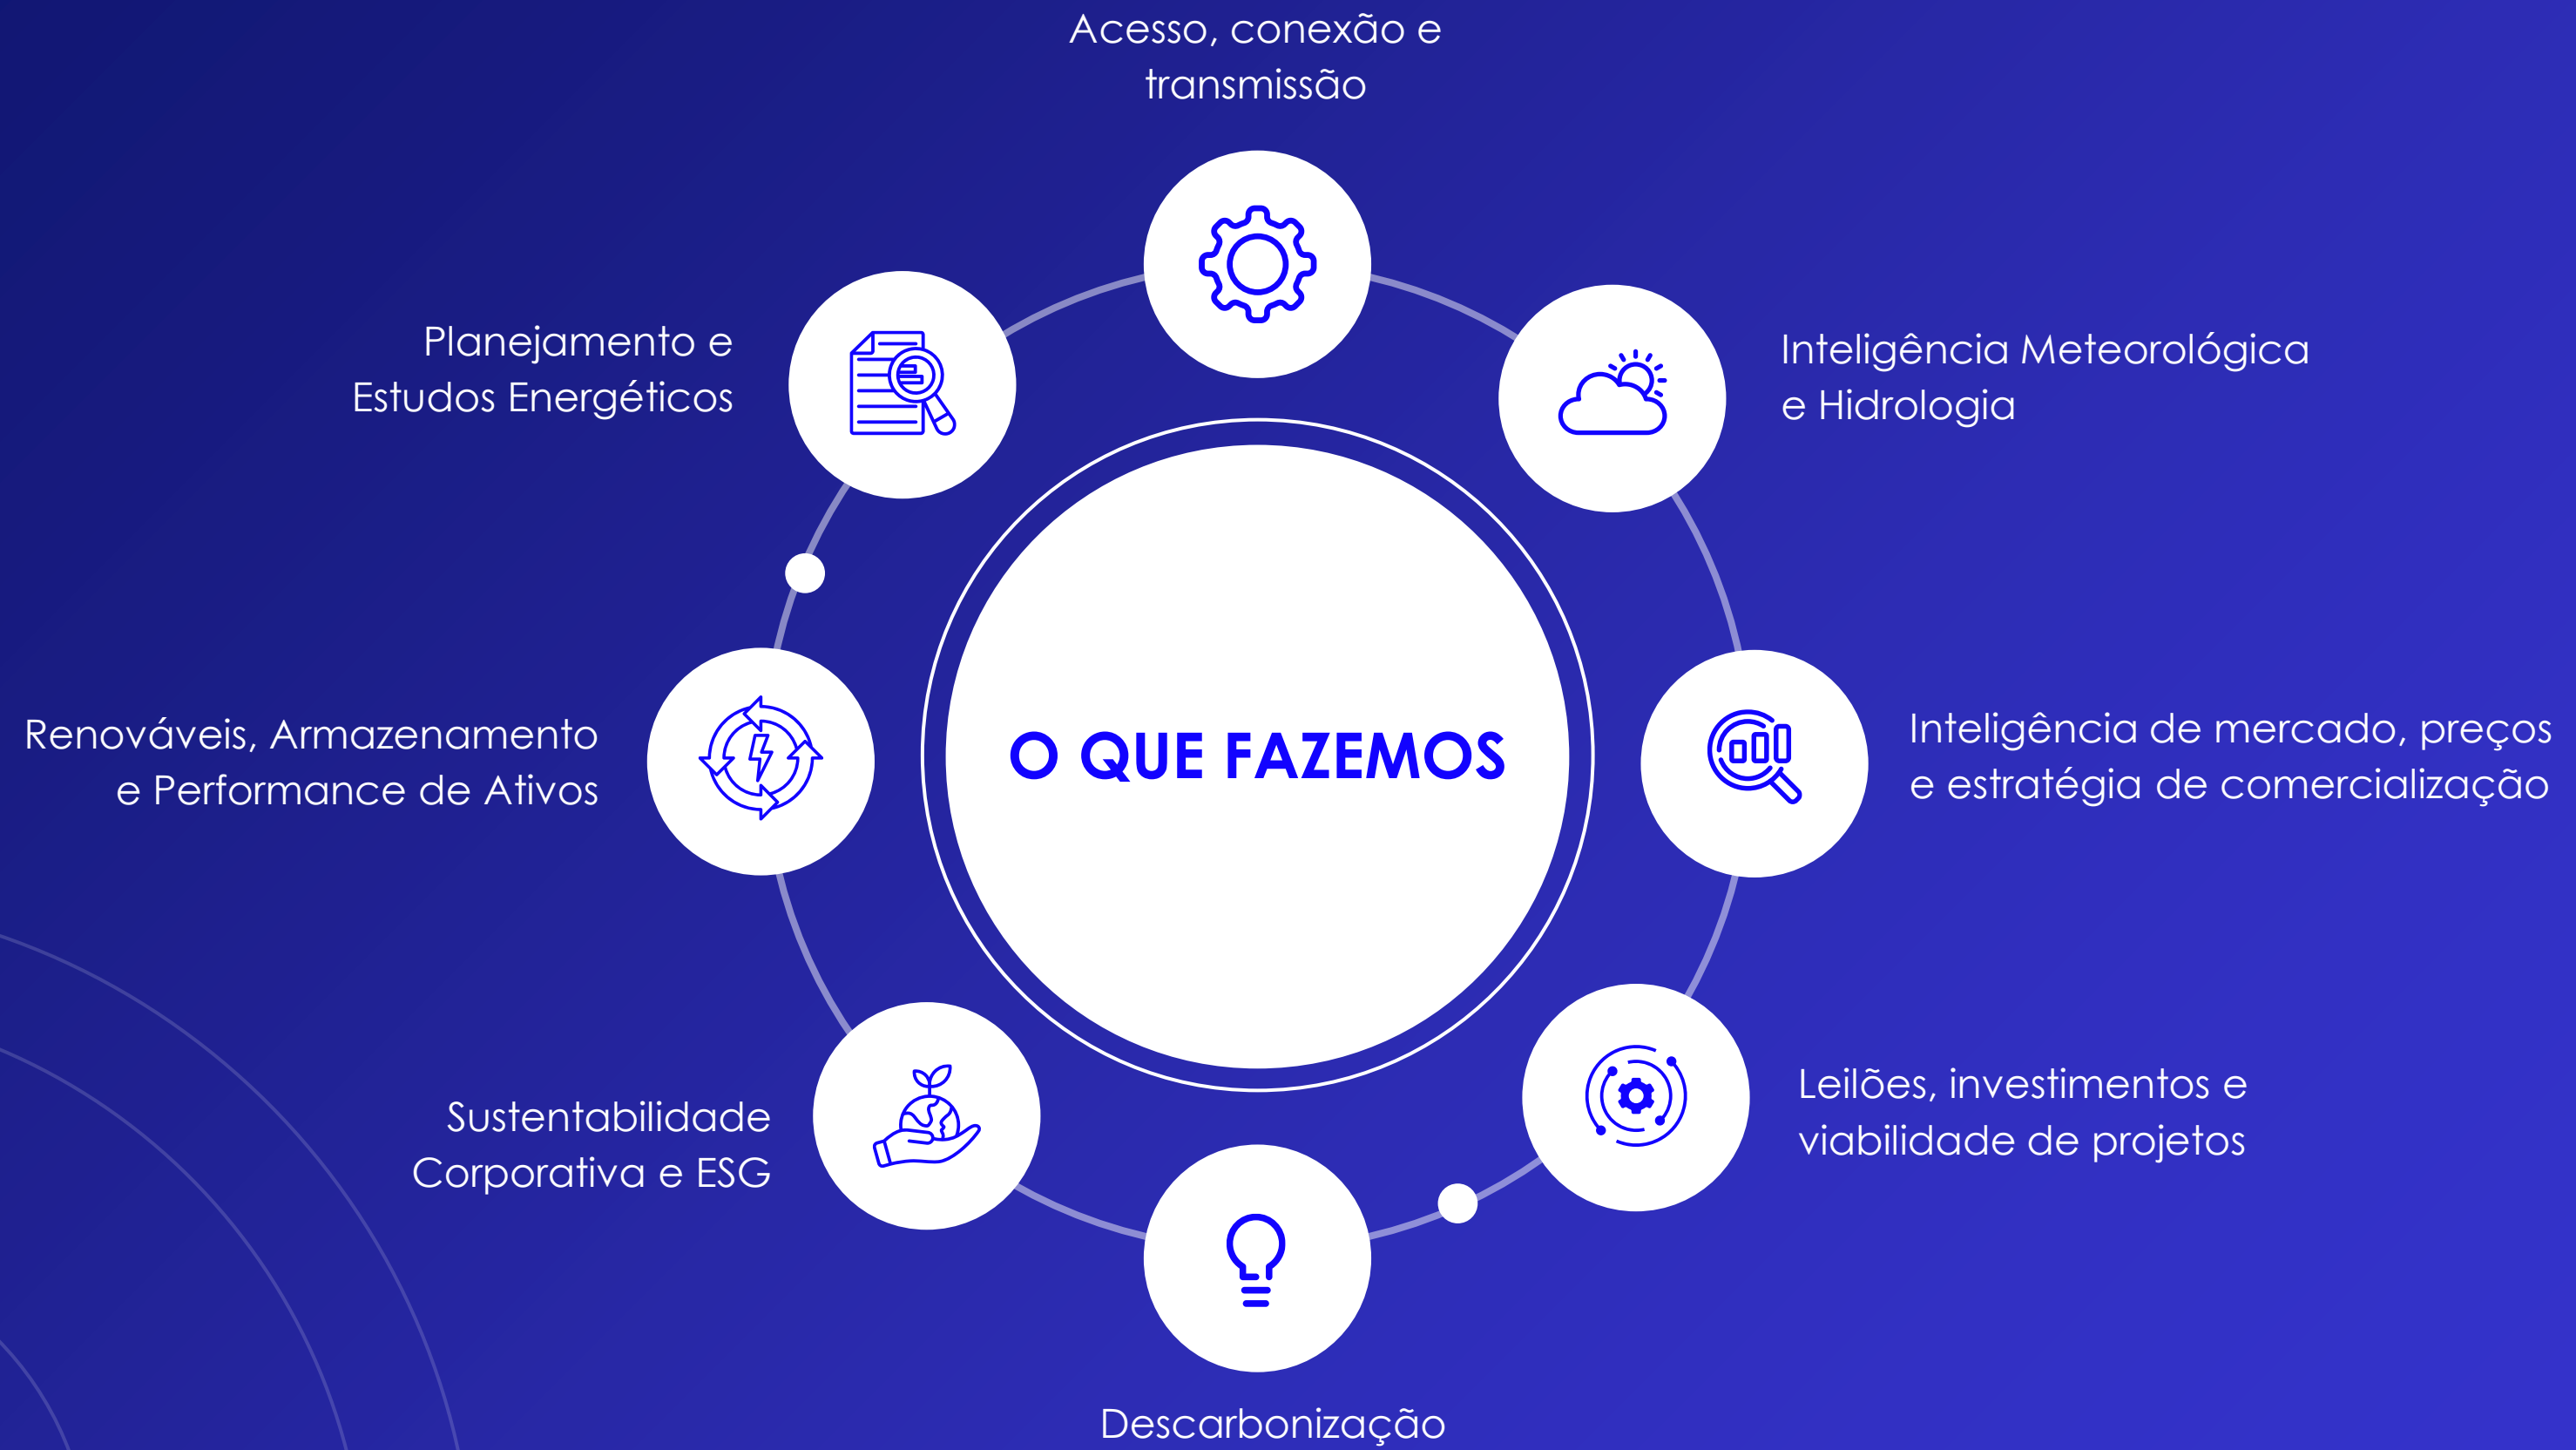 Acesso, conexão e
transmissão
Planejamento e
Estudos Energéticos
Inteligência Meteorológica
e Hidrologia
Renováveis, Armazenamento
e Performance de Ativos
O QUE FAZEMOS
Inteligência de mercado, preços
e estratégia de comercialização
Sustentabilidade
Corporativa e ESG
Leilões, investimentos e
viabilidade de projetos
Descarbonização